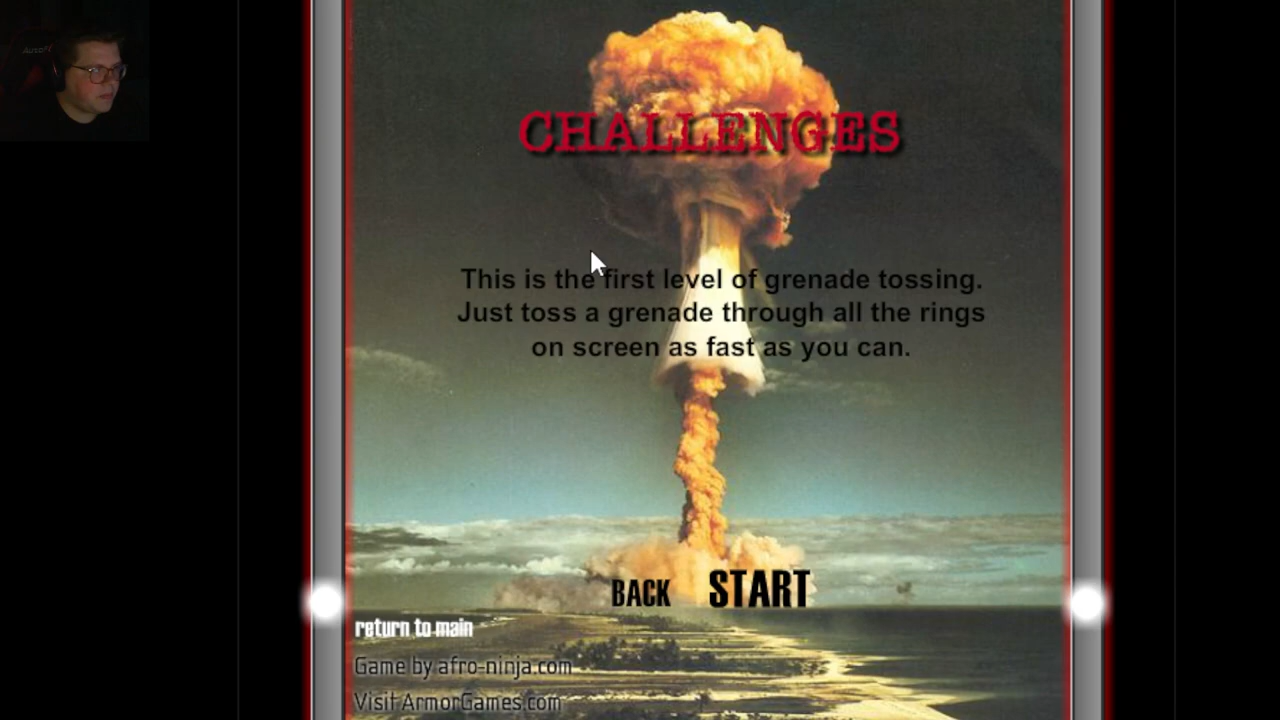 CHALLENGES
This is the first level of grenade tossing.
Just toss a grenade through all the rings
on screen as fast as you can.
BACK START
return to main
Game by afro-ninja.com
Visit ArmorGames.com